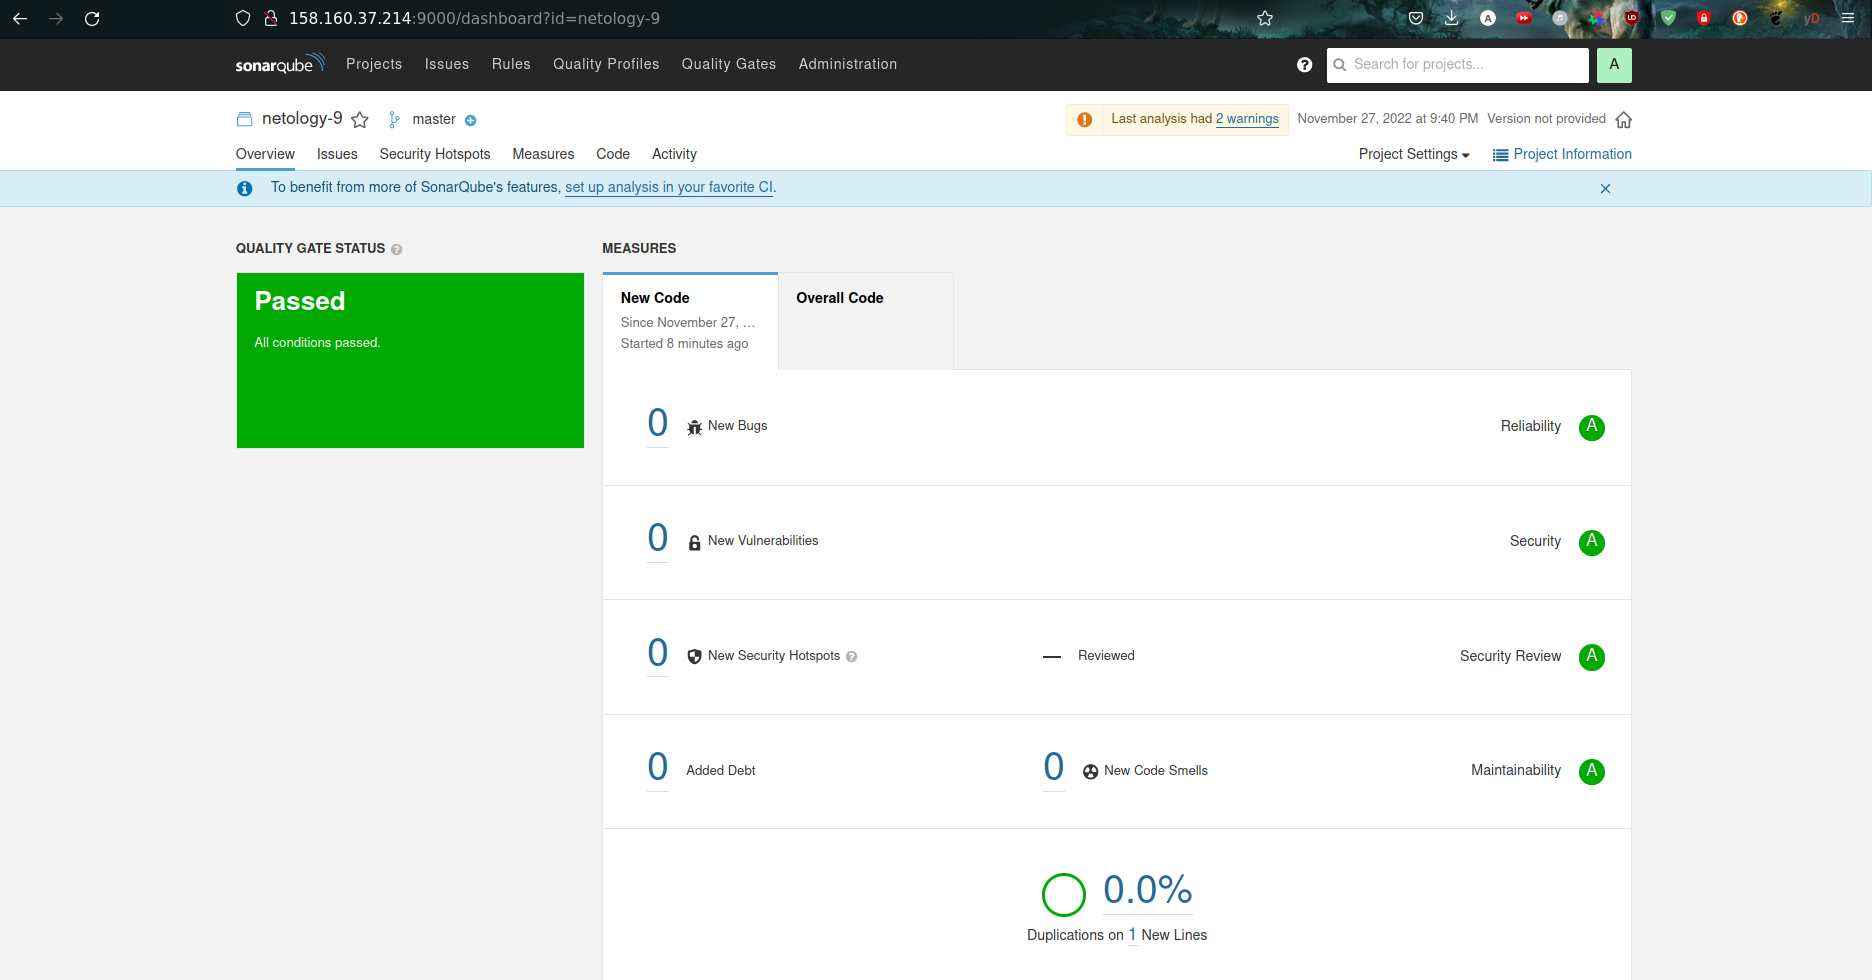 158.160.37.214:9000/dashboard?id=netology-9
sonarqube Projects Issues Rules Quality Profiles Quality Gates Administration Search for projects... A
netology-9 master Last analysis had 2 warnings November 27, 2022 at 9:40 PM Version not provided
Overview Issues Security Hotspots Measures Code Activity Project Settings Project Information
To benefit from more of SonarQube's features, set up analysis in your favorite CI.
QUALITY GATE STATUS
Passed
All conditions passed.
MEASURES
New Code
Since November 27, ...
Started 8 minutes ago
Overall Code
0 New Bugs Reliability A
0 New Vulnerabilities Security A
0 New Security Hotspots — Reviewed Security Review A
0 Added Debt 0 New Code Smells Maintainability A
0.0%
Duplications on 1 New Lines